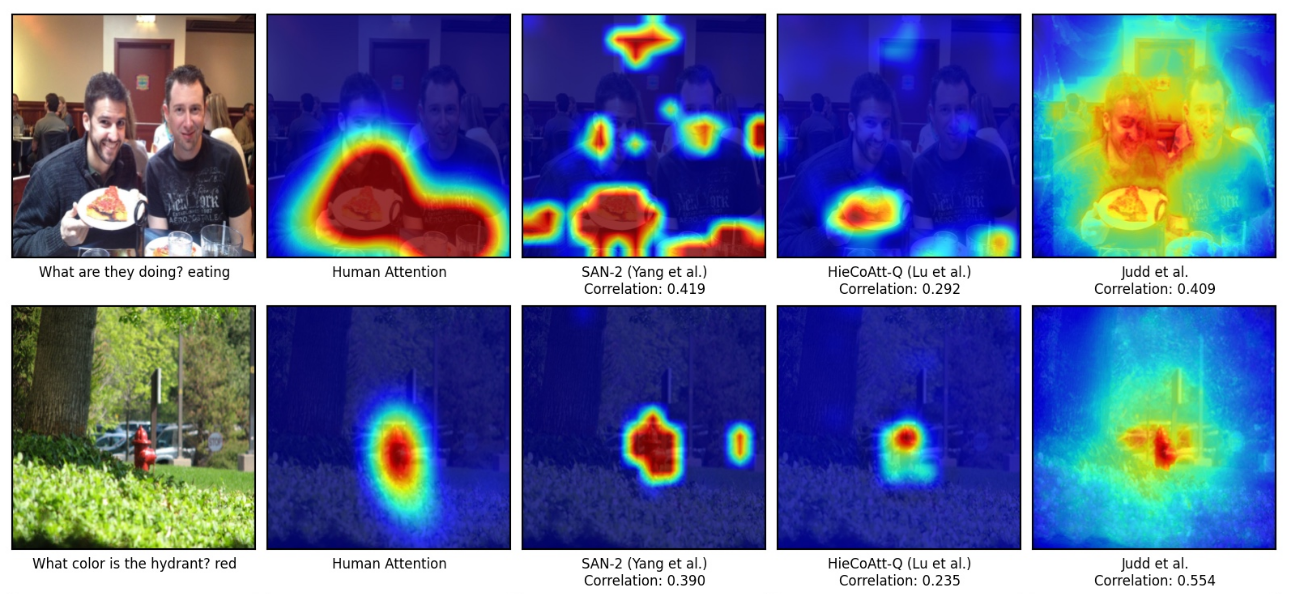 New York
What are they doing? eating
Human Attention
SAN-2 (Yang et al.)
Correlation: 0.419
HieCoAtt-Q (Lu et al.)
Correlation: 0.292
Judd et al.
Correlation: 0.409
What color is the hydrant? red
Human Attention
SAN-2 (Yang et al.)
Correlation: 0.390
HieCoAtt-Q (Lu et al.)
Correlation: 0.235
Judd et al.
Correlation: 0.554